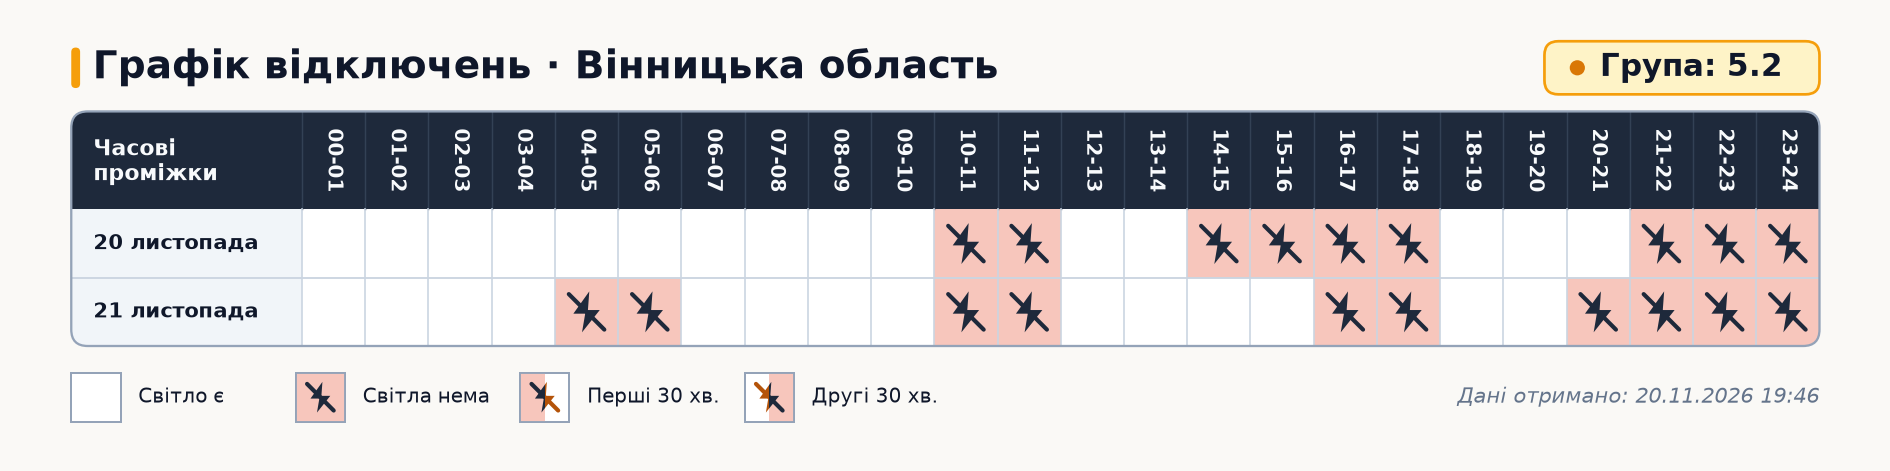 Графік відключень · Вінницька область
Група: 5.2
Часові
проміжки
00-01
01-02
02-03
03-04
04-05
05-06
06-07
07-08
08-09
09-10
10-11
11-12
12-13
13-14
14-15
15-16
16-17
17-18
18-19
19-20
20-21
21-22
22-23
23-24
20 листопада
21 листопада
Світло є
Світла нема
Перші 30 хв.
Другі 30 хв.
Дані отримано: 20.11.2026 19:46